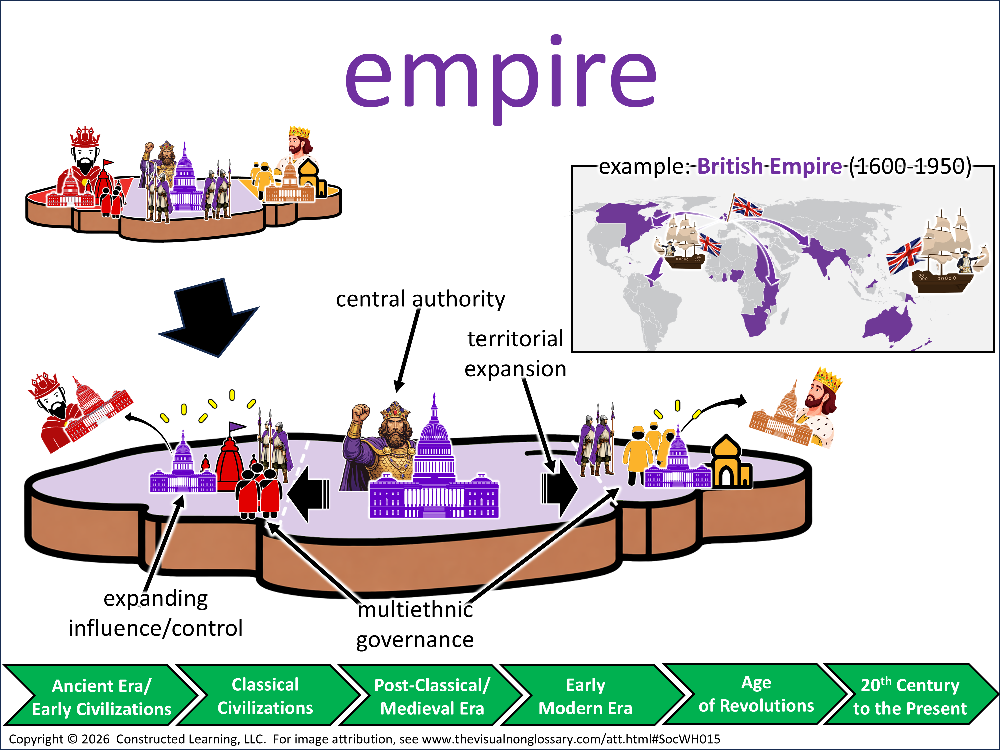 empire
example: British Empire (1600-1950)
central authority
territorial
expansion
expanding
influence/control
multiethnic
governance
Ancient Era/
Early Civilizations
Classical
Civilizations
Post-Classical/
Medieval Era
Early
Modern Era
Age
of Revolutions
20th Century
to the Present
Copyright © 2026 Constructed Learning, LLC. For image attribution, see www.thevisualnonglossary.com/att.html#SocWH015